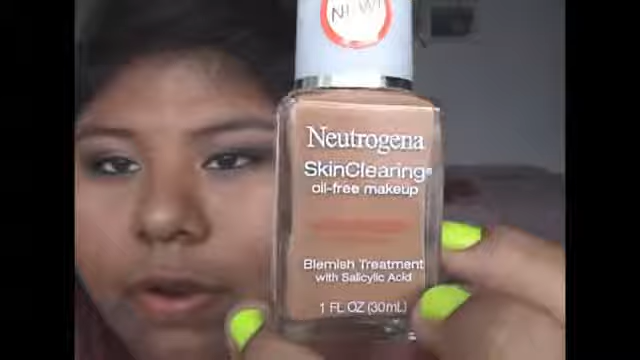 NEW!
Neutrogena
SkinClearing®
oil-free makeup
Blemish Treatment
with Salicylic Acid
1 FL OZ (30mL)